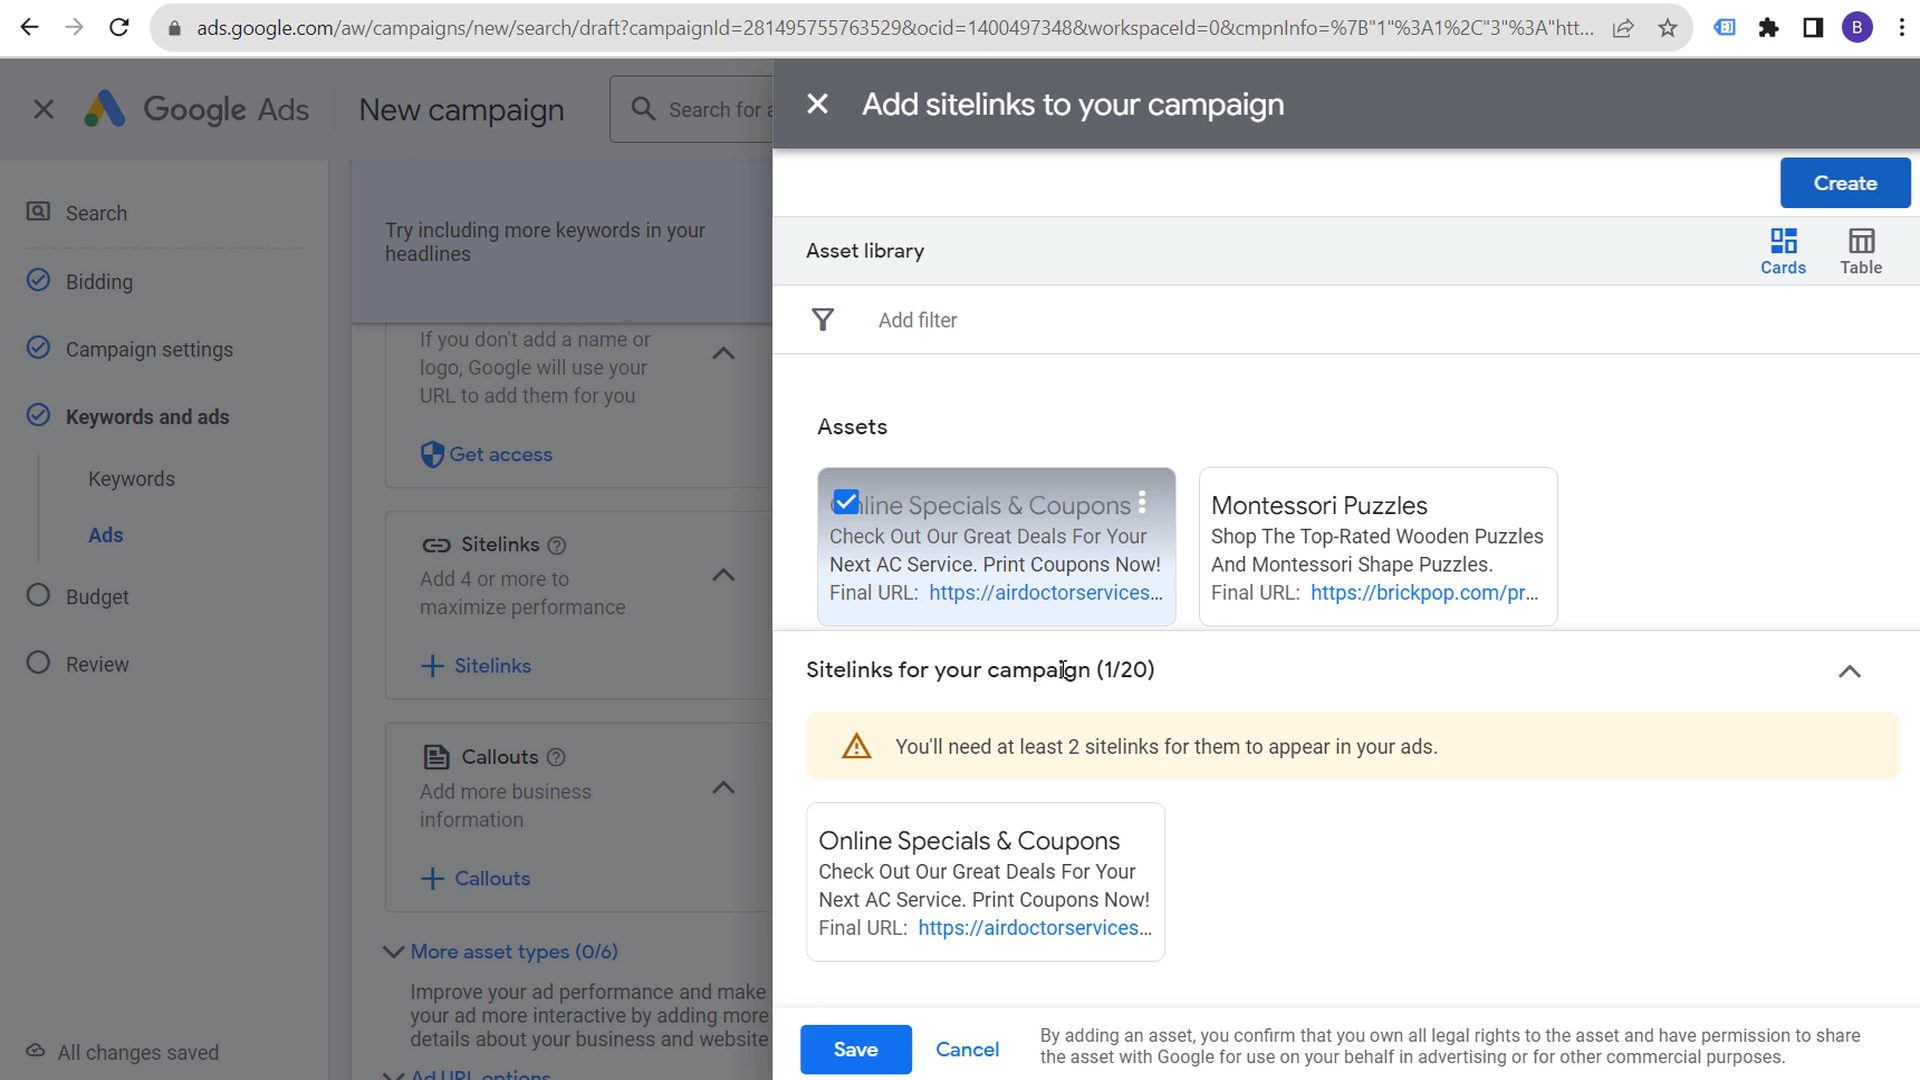 ads.google.com/aw/campaigns/new/search/draft?campaignId=281495755763529&ocid=1400497348&workspaceId=0&cmpnInfo=%7B"1"%3A1%2C"3"%3A"htt...
B
Google Ads
New campaign
Search for a
Search
Bidding
Campaign settings
Keywords and ads
Keywords
Ads
Budget
Review
All changes saved
Try including more keywords in your
headlines
If you don't add a name or
logo, Google will use your
URL to add them for you
Get access
Sitelinks
Add 4 or more to
maximize performance
Sitelinks
Callouts
Add more business
information
Callouts
More asset types (0/6)
Improve your ad performance and make
your ad more interactive by adding more
details about your business and website
Ad URL options
Add sitelinks to your campaign
Create
Asset library
Cards
Table
Add filter
Assets
Online Specials & Coupons
Check Out Our Great Deals For Your
Next AC Service. Print Coupons Now!
Final URL: https://airdoctorservices...
Montessori Puzzles
Shop The Top-Rated Wooden Puzzles
And Montessori Shape Puzzles.
Final URL: https://brickpop.com/pr...
Sitelinks for your campaign (1/20)
You'll need at least 2 sitelinks for them to appear in your ads.
Online Specials & Coupons
Check Out Our Great Deals For Your
Next AC Service. Print Coupons Now!
Final URL: https://airdoctorservices...
Save
Cancel
By adding an asset, you confirm that you own all legal rights to the asset and have permission to share
the asset with Google for use on your behalf in advertising or for other commercial purposes.